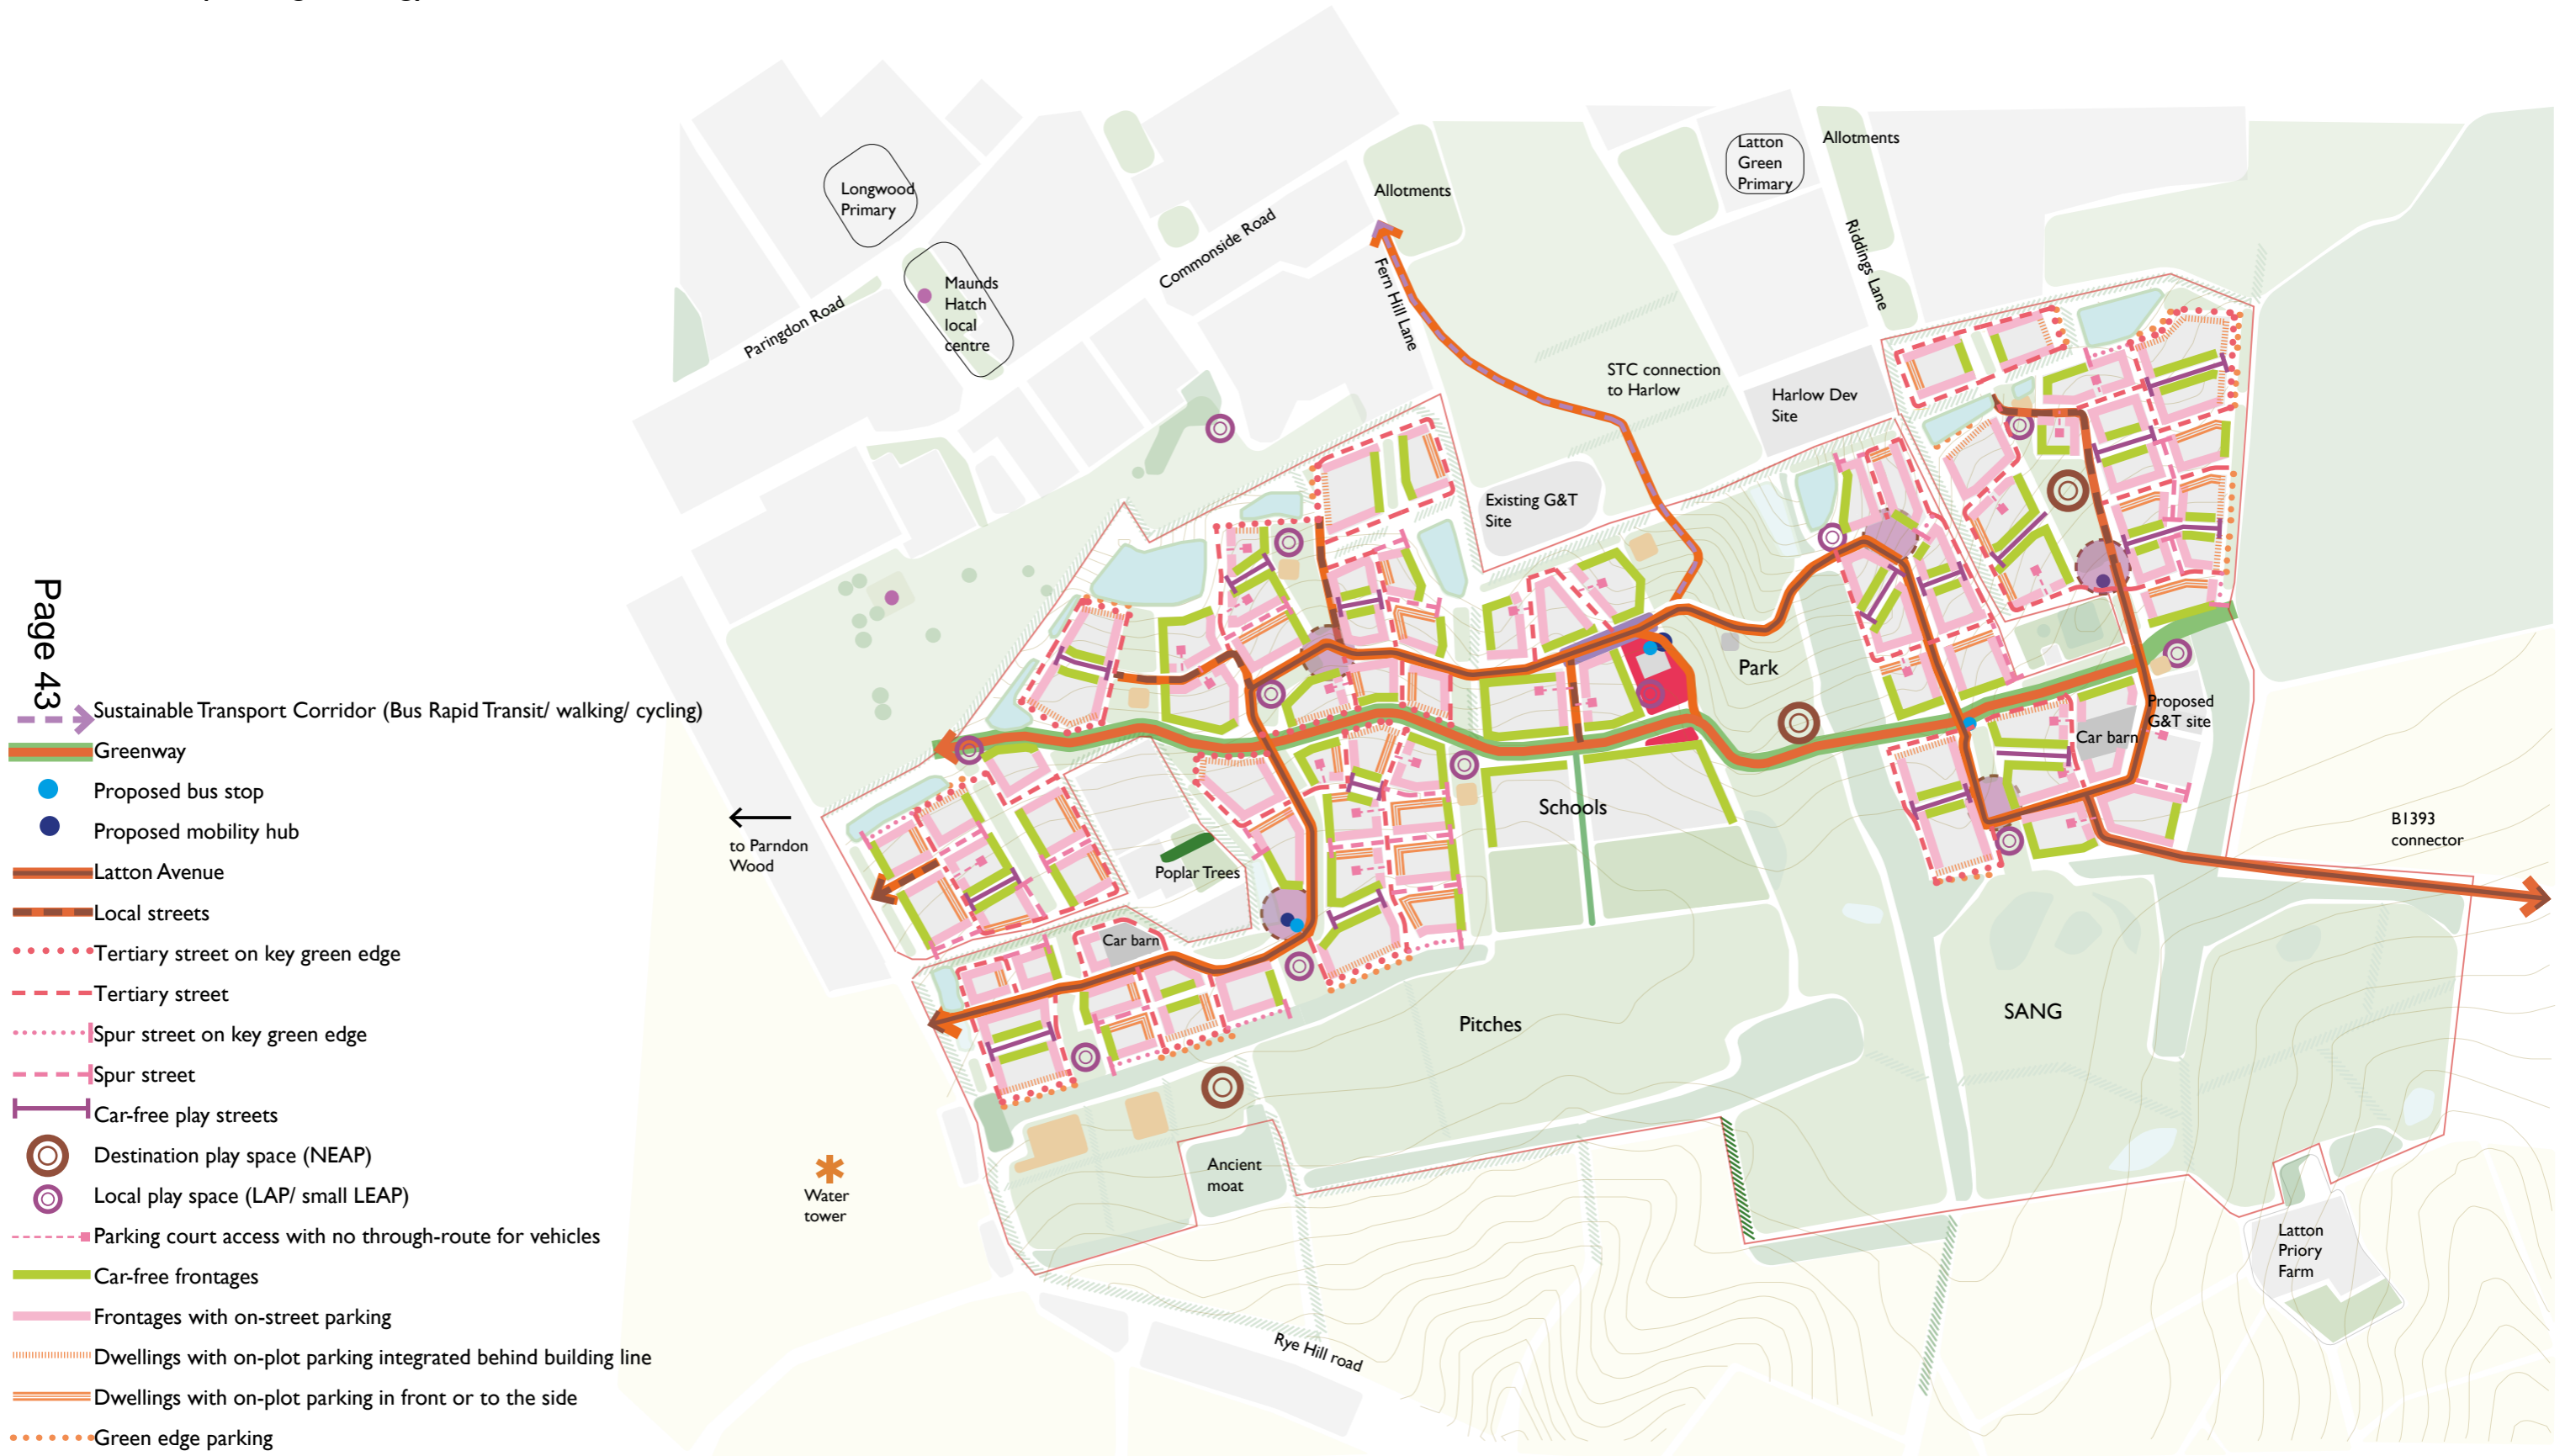 Page 43
Sustainable Transport Corridor (Bus Rapid Transit/ walking/ cycling)
Greenway
Proposed bus stop
Proposed mobility hub
Latton Avenue
Local streets
Tertiary street on key green edge
Tertiary street
Spur street on key green edge
Spur street
Car-free play streets
Destination play space (NEAP)
Local play space (LAP/ small LEAP)
Parking court access with no through-route for vehicles
Car-free frontages
Frontages with on-street parking
Dwellings with on-plot parking integrated behind building line
Dwellings with on-plot parking in front or to the side
Green edge parking
Longwood
Primary
Maunds
Hatch
local
centre
Paringdon Road
Commonside Road
Allotments
Fern Hill Lane
Latton
Green
Primary
Allotments
Riddings Lane
STC connection
to Harlow
Harlow Dev
Site
Existing G&T
Site
Park
Proposed
G&T site
Car barn
Schools
B1393
connector
to Parndon
Wood
Poplar Trees
Car barn
Pitches
SANG
Ancient
moat
Water
tower
Latton
Priory
Farm
Rye Hill road